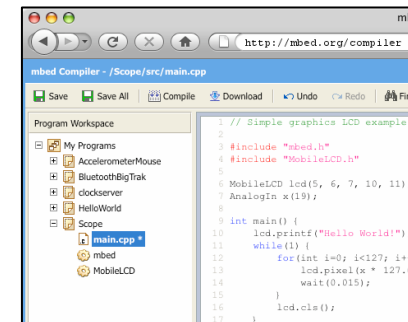 m
http://mbed.org/compiler
mbed Compiler - /Scope/src/main.cpp
Save Save All Compile Download Undo Redo Fi
Program Workspace
My Programs
AccelerometerMouse
BluetoothBigTrak
clockserver
HelloWorld
Scope
main.cpp *
mbed
MobileLCD
1 // Simple graphics LCD example
2
3 #include "mbed.h"
4 #include "MobileLCD.h"
5
6 MobileLCD lcd(5, 6, 7, 10, 11)
7 AnalogIn x(19);
8
9 int main() {
10 lcd.printf("Hello World!")
11 while(1) {
12 for(int i=0; i<127; i+
13 lcd.pixel(x * 127.
14 wait(0.015);
15 }
16 lcd.cls();
17 }